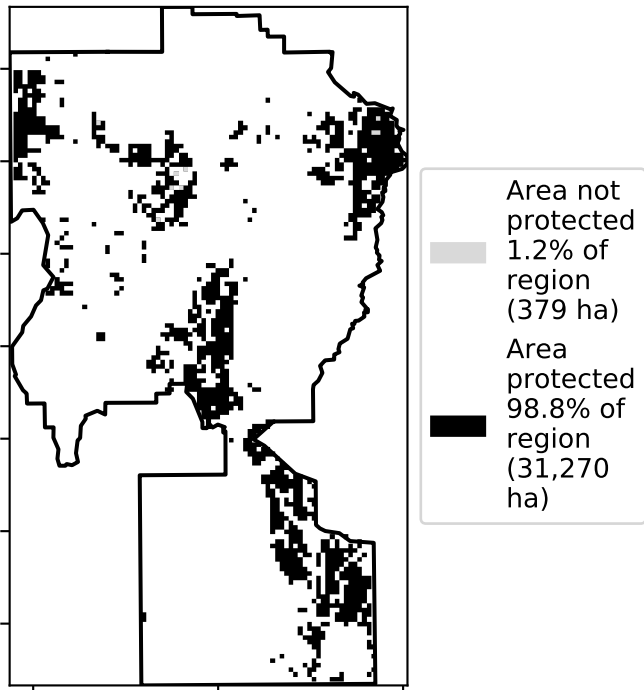 Area not
protected
1.2% of
region
(379 ha)
Area
protected
98.8% of
region
(31,270
ha)